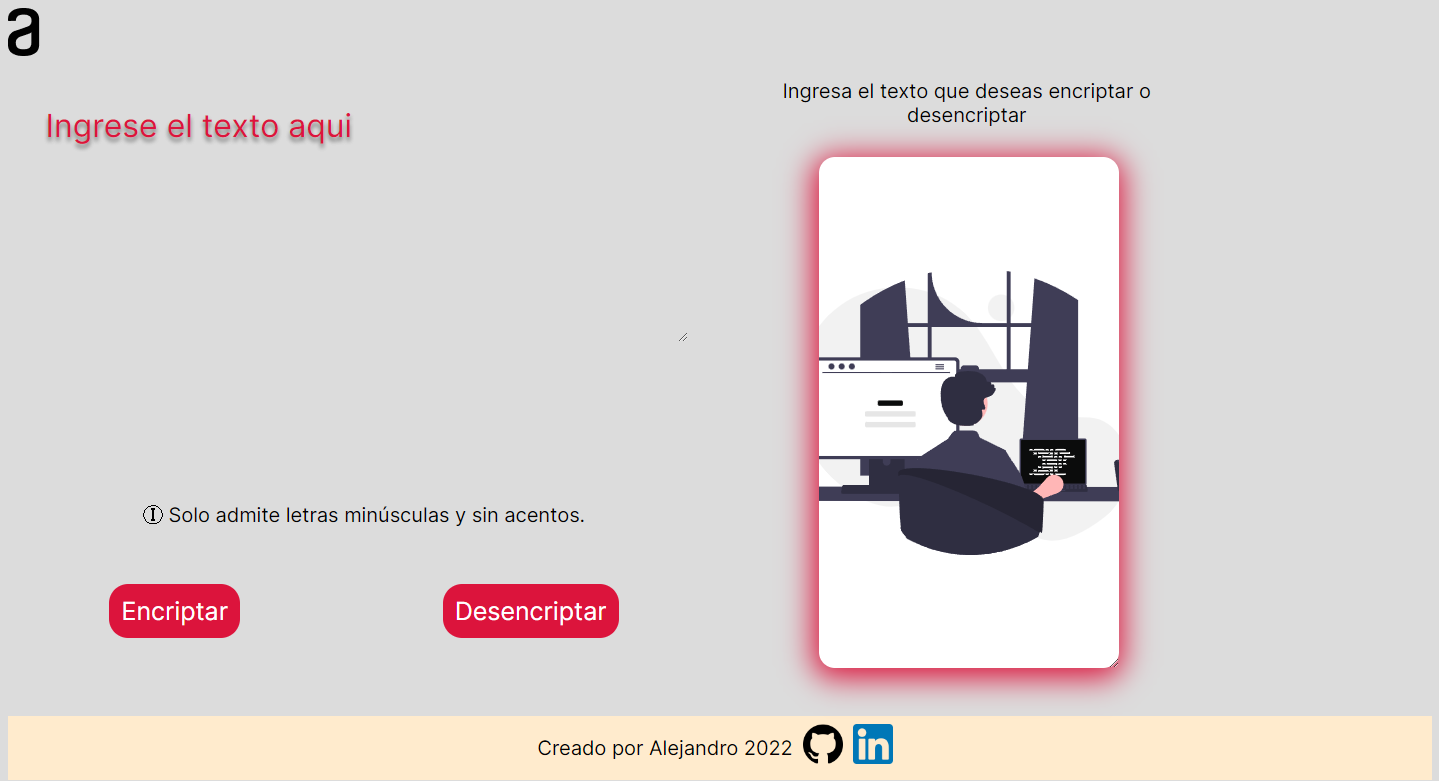 a
Ingrese el texto aqui
Ingresa el texto que deseas encriptar o
desencriptar
Solo admite letras minúsculas y sin acentos.
Encriptar
Desencriptar
Creado por Alejandro 2022
in